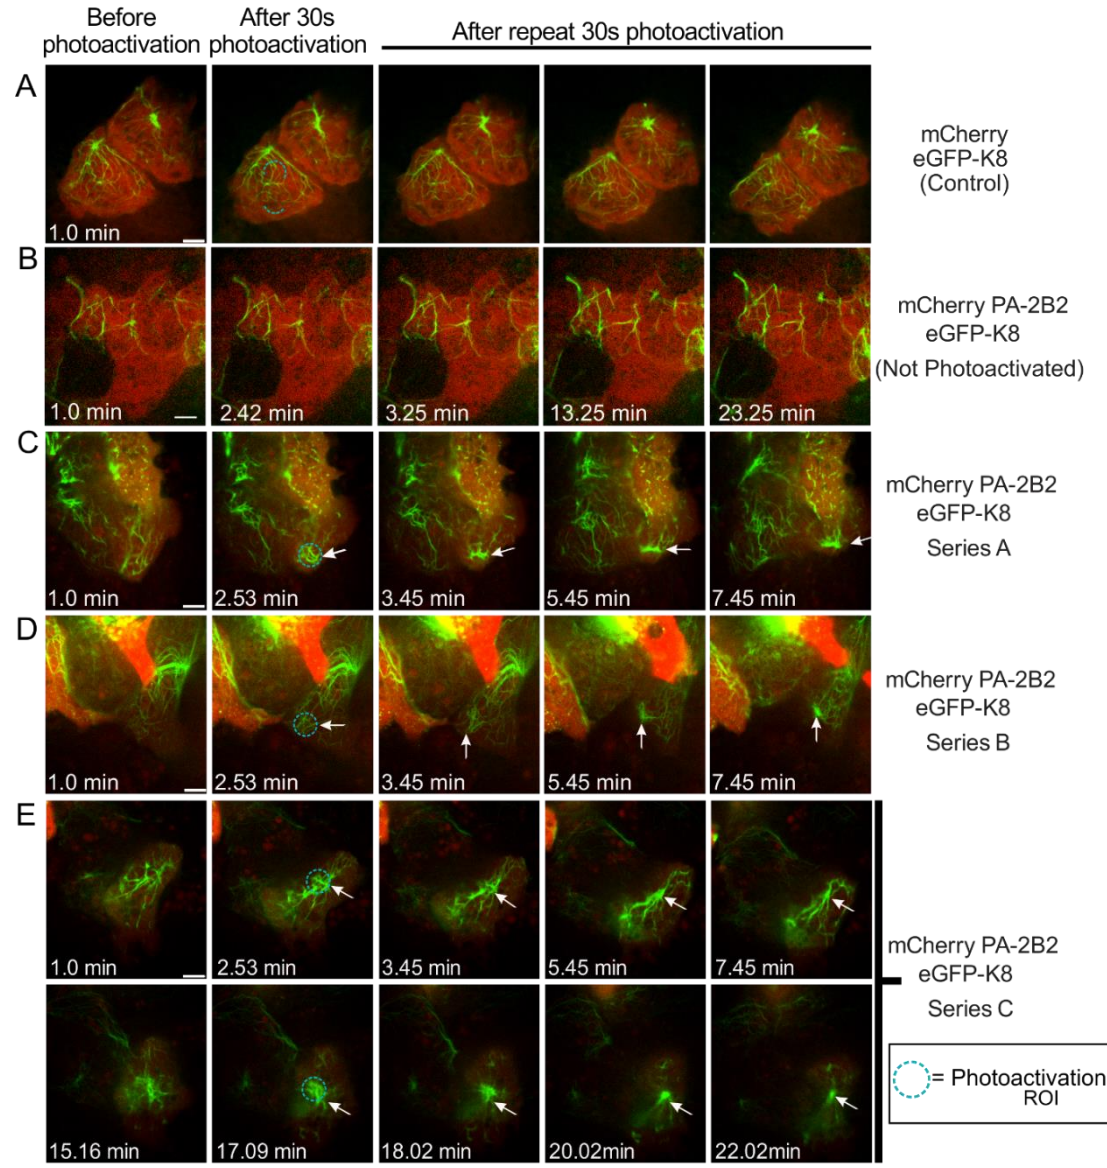 Before
photoactivation
After 30s
photoactivation
After repeat 30s photoactivation
A
1.0 min
mCherry
eGFP-K8
(Control)
B
1.0 min
2.42 min
3.25 min
13.25 min
23.25 min
mCherry PA-2B2
eGFP-K8
(Not Photoactivated)
C
1.0 min
2.53 min
3.45 min
5.45 min
7.45 min
mCherry PA-2B2
eGFP-K8
Series A
D
1.0 min
2.53 min
3.45 min
5.45 min
7.45 min
mCherry PA-2B2
eGFP-K8
Series B
E
1.0 min
2.53 min
3.45 min
5.45 min
7.45 min
15.16 min
17.09 min
18.02 min
20.02min
22.02min
mCherry PA-2B2
eGFP-K8
Series C
= Photoactivation
ROI